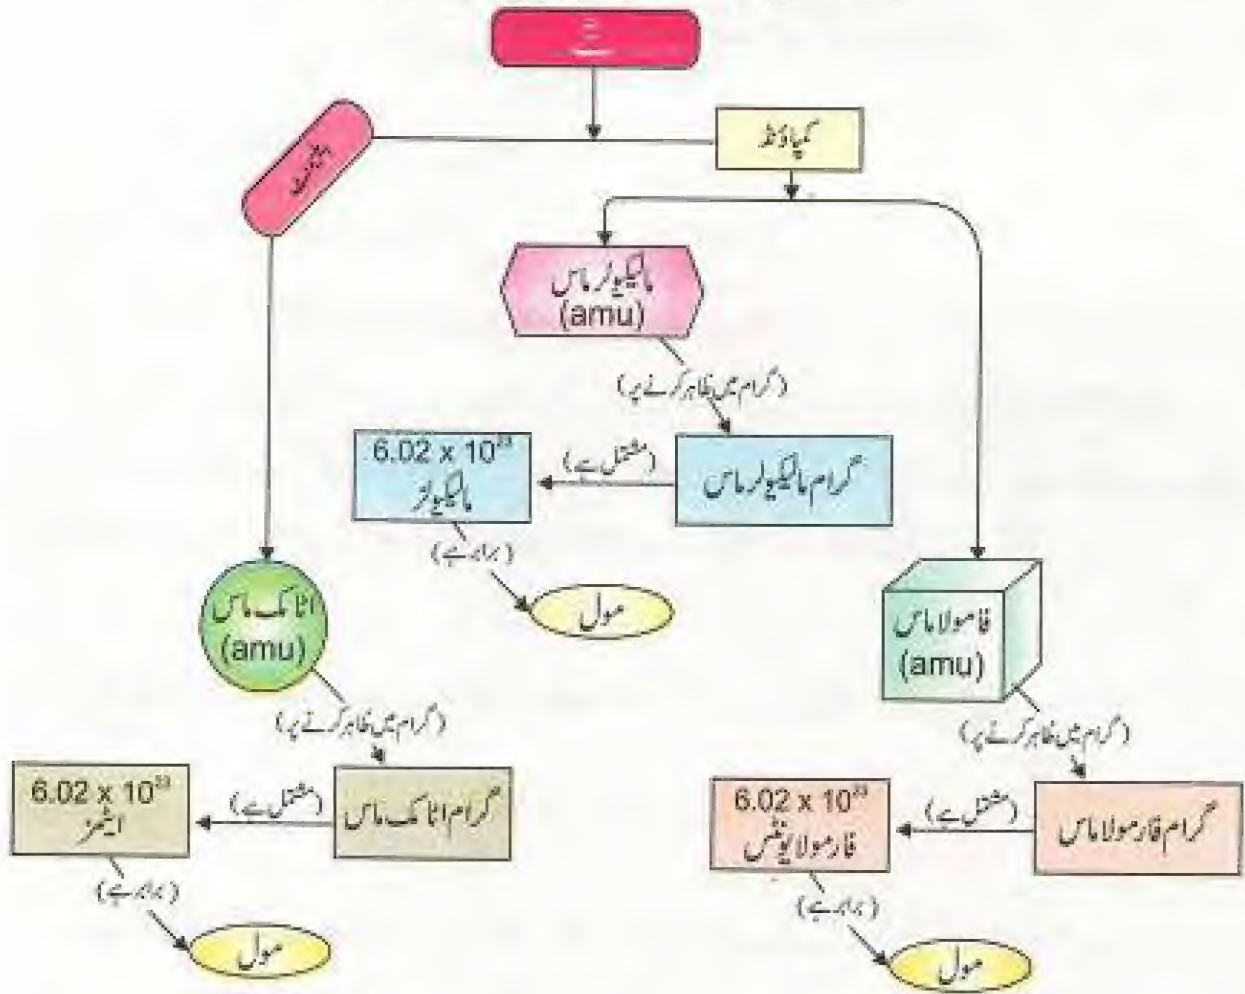 شے
ایلیمنٹ
کمپاؤنڈ
مالیکیولر ماس
(amu)
(گرام میں ظاہر کرنے پر)
گرام مالیکیولر ماس
(مشتمل ہے)
6.02 x 10²³
مالیکیولز
(برابر ہے)
مول
اٹامک ماس
(amu)
(گرام میں ظاہر کرنے پر)
گرام اٹامک ماس
(مشتمل ہے)
6.02 x 10²³
ایٹمز
(برابر ہے)
مول
فارمولا ماس
(amu)
(گرام میں ظاہر کرنے پر)
گرام فارمولا ماس
(مشتمل ہے)
6.02 x 10²³
فارمولا یونٹس
(برابر ہے)
مول